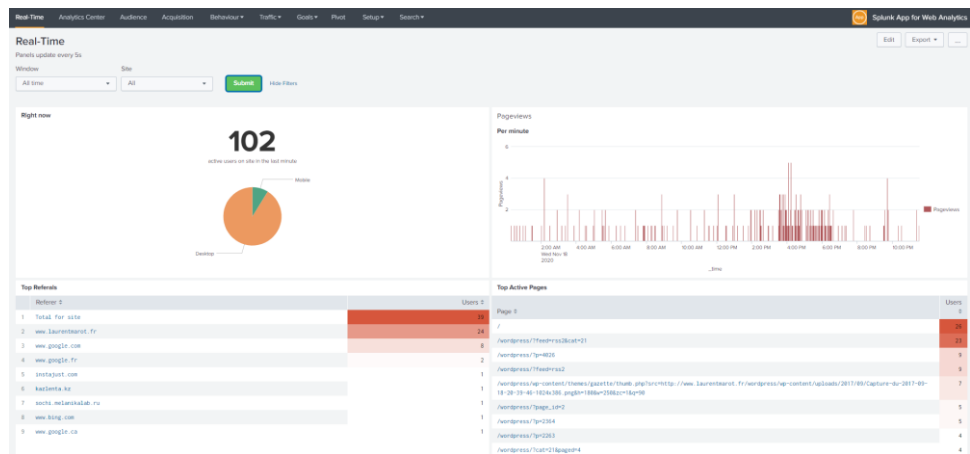 Real-Time Analytics Center Audience Acquisition Behaviour Traffic Goals Pivot Setup Search Splunk App for Web Analytics
Real-Time Edit Export ...
Panels update every 5s
Window Site
All time All Submit Hide Filters
Right now
102
active users on site in the last minute
Mobile
Desktop
Pageviews
Per minute
6
4
2
Pageviews
Pageviews
2:00 AM 4:00 AM 6:00 AM 8:00 AM 10:00 AM 12:00 PM 2:00 PM 4:00 PM 6:00 PM 8:00 PM 10:00 PM
Wed Nov 18
2020
_time
Top Referals
Referer Users
1 Total for site 39
2 www.laurentmarot.fr 24
3 www.google.com 8
4 www.google.fr 2
5 instajust.com 1
6 kazlenta.kz 1
7 sochi.melanskalab.ru 1
8 www.bing.com 1
9 www.google.ca 1
Top Active Pages
Page Users
/ 28
/wordpress/?feed=rss2&cat=21 23
/wordpress/?p=4028 9
/wordpress/?feed=rss2 9
/wordpress/wp-content/themes/gazette/thumb.php?src=http://www.laurentmarot.fr/wordpress/wp-content/uploads/2017/09/Capture-du-2017-09- 7
18-20-39-46-1024x386.png&h=180&w=250&zc=1&q=90
/wordpress/?page_id=2 5
/wordpress/?p=2364 5
/wordpress/?p=2263 4
/wordpress/?cat=21&paged=4 4